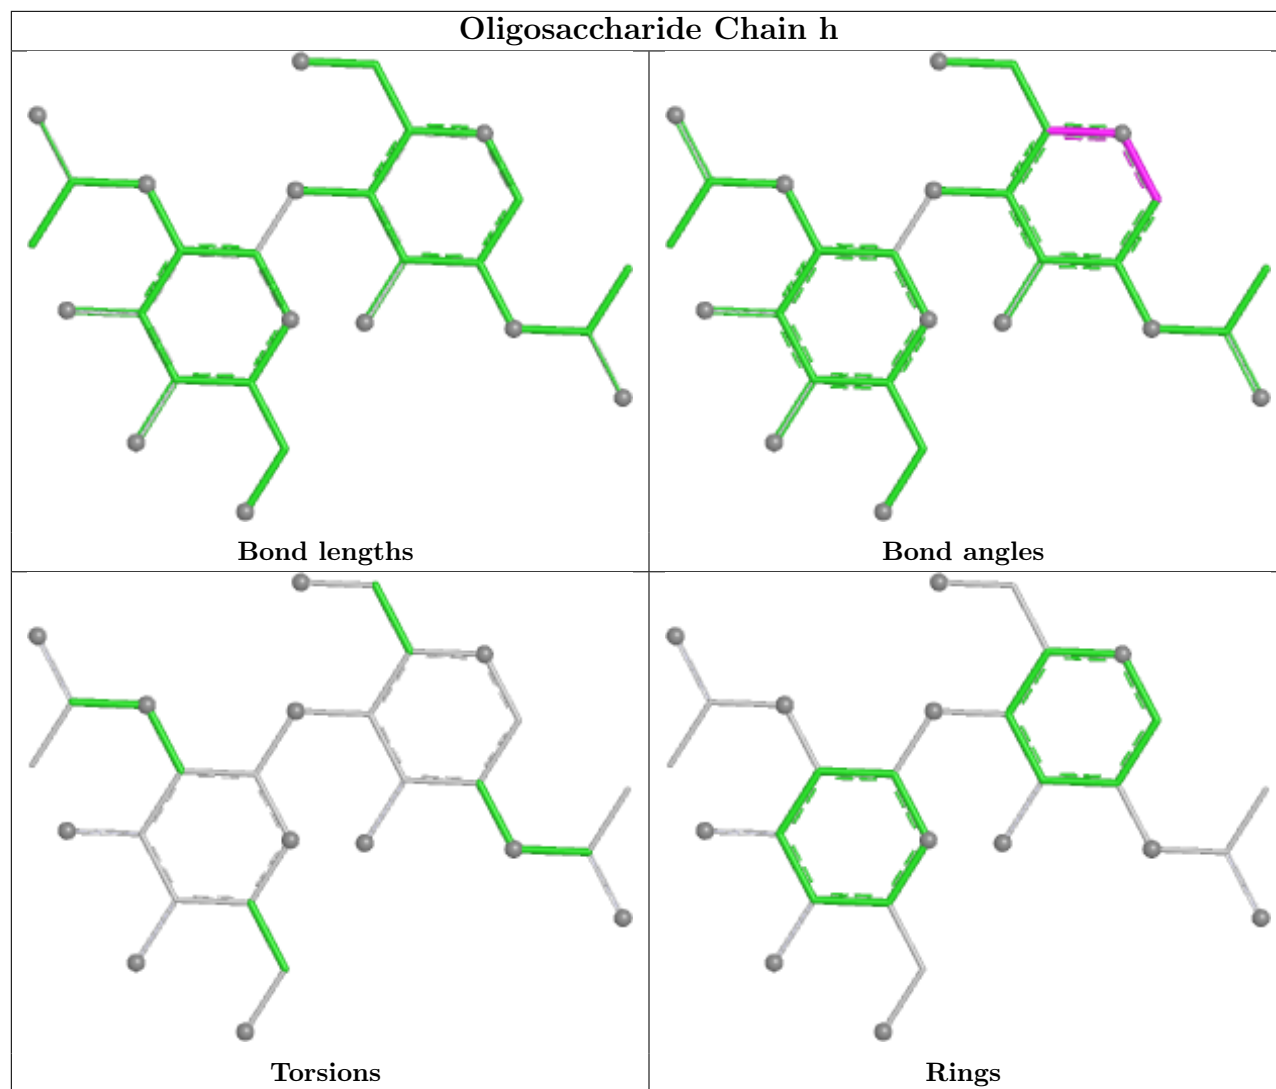 Oligosaccharide Chain h
Bond lengths
Bond angles
Torsions
Rings